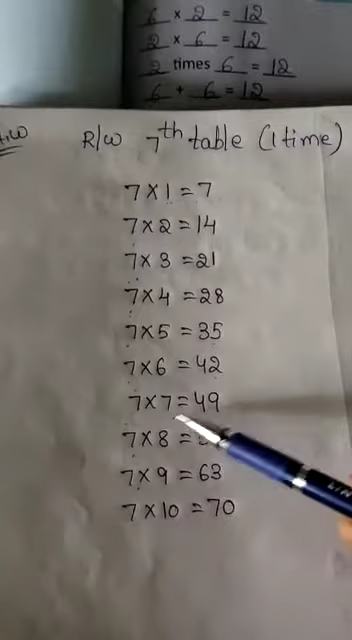 6 × 2 = 12
2 × 6 = 12
2 times 6 = 12
6 + 6 = 12
H.W R/W 7th table (1 time)
7×1=7
7×2=14
7×3=21
7×4=28
7×5=35
7×6=42
7×7=49
7×8=
7×9=63
7×10=70